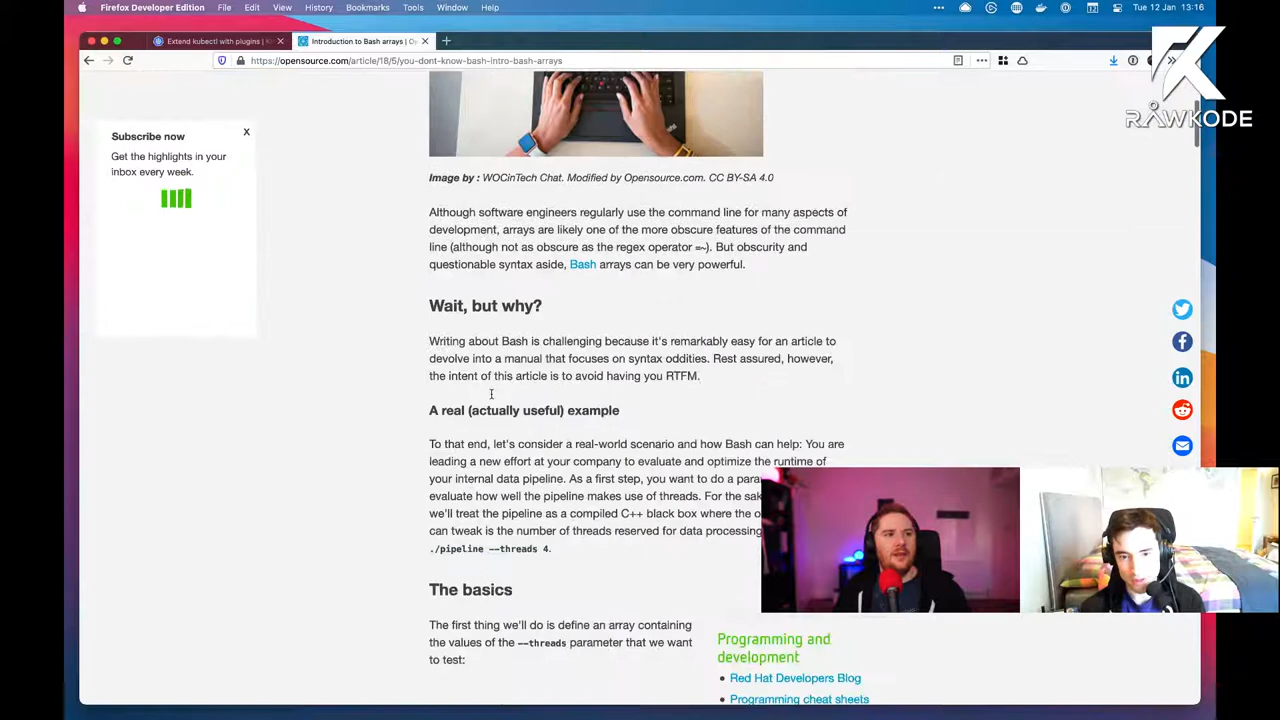 Firefox Developer Edition File Edit View History Bookmarks Tools Window Help
Tue 12 Jan 13:16
Extend kubectl with plugins | K
Introduction to Bash arrays | Op
https://opensource.com/article/18/5/you-dont-know-bash-intro-bash-arrays
RAWKODE
Subscribe now
X
Get the highlights in your
inbox every week.
Image by : WOCinTech Chat. Modified by Opensource.com. CC BY-SA 4.0
Although software engineers regularly use the command line for many aspects of
development, arrays are likely one of the more obscure features of the command
line (although not as obscure as the regex operator =~). But obscurity and
questionable syntax aside, Bash arrays can be very powerful.
Wait, but why?
Writing about Bash is challenging because it's remarkably easy for an article to
devolve into a manual that focuses on syntax oddities. Rest assured, however,
the intent of this article is to avoid having you RTFM.
A real (actually useful) example
To that end, let's consider a real-world scenario and how Bash can help: You are
leading a new effort at your company to evaluate and optimize the runtime of
your internal data pipeline. As a first step, you want to do a para
evaluate how well the pipeline makes use of threads. For the sak
we'll treat the pipeline as a compiled C++ black box where the o
can tweak is the number of threads reserved for data processing
./pipeline --threads 4.
The basics
The first thing we'll do is define an array containing
the values of the --threads parameter that we want
to test:
Programming and
development
• Red Hat Developers Blog
• Programming cheat sheets